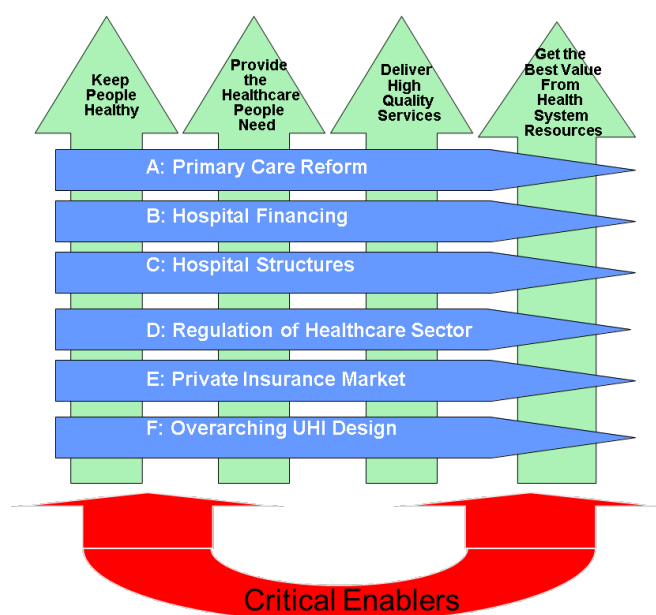 Keep
People
Healthy
Provide
the
Healthcare
People
Need
Deliver
High
Quality
Services
Get the
Best Value
From
Health
System
Resources
A: Primary Care Reform
B: Hospital Financing
C: Hospital Structures
D: Regulation of Healthcare Sector
E: Private Insurance Market
F: Overarching UHI Design
Critical Enablers